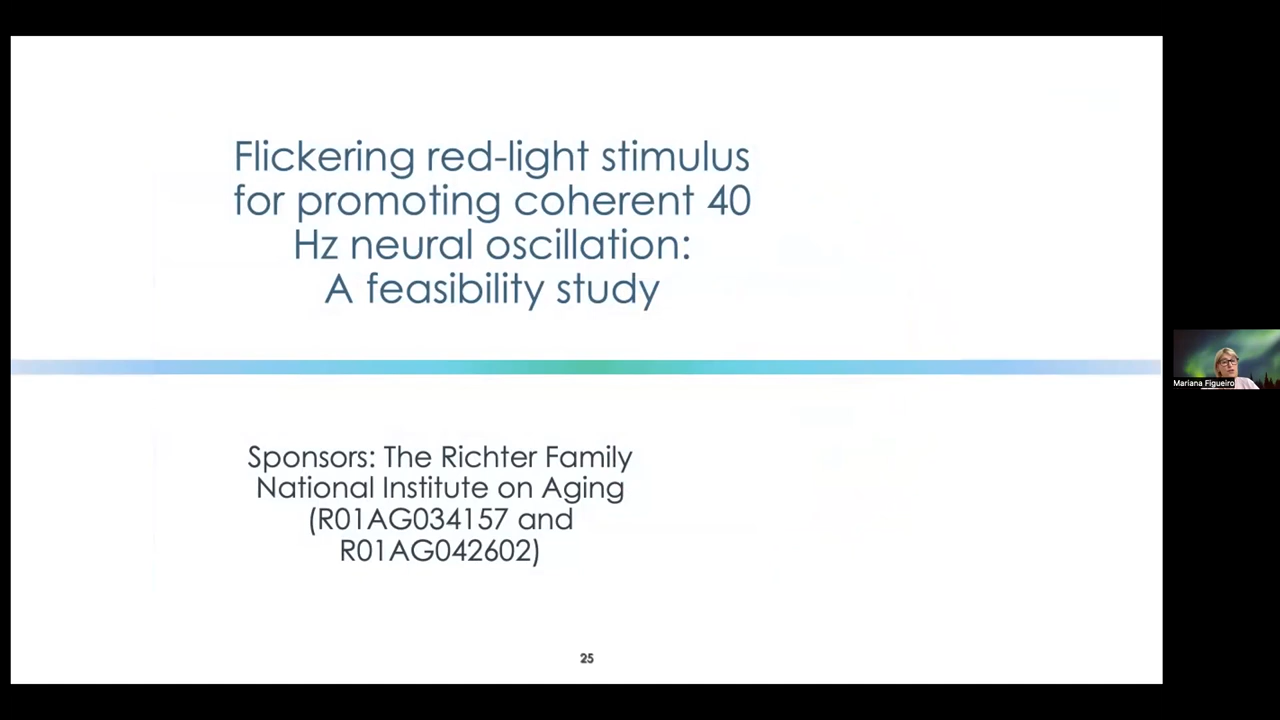 Flickering red-light stimulus
for promoting coherent 40
Hz neural oscillation:
A feasibility study
Sponsors: The Richter Family
National Institute on Aging
(R01AG034157 and
R01AG042602)
25
Mariana Figueiro